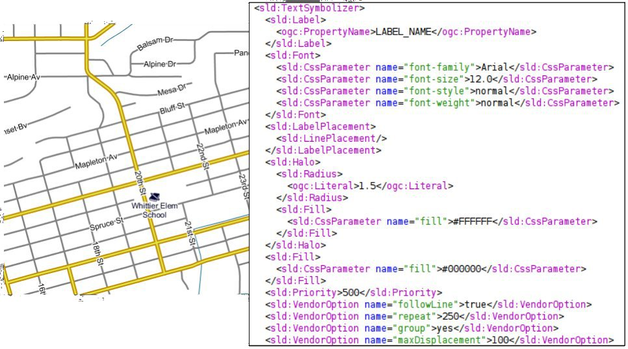 Balsam-Dr
Pan
Alpine-Dr
Alpine-Av
Mesa-Dr
Bluff-St
nset-Bv
Mapleton-Av
Mapleton-Av
22nd-St
23rd-S
20th-St
Whittier Elem
School
Spruce-S
21st-St
18th-St
16t
<sld:TextSymbolizer>
<sld:Label>
<ogc:PropertyName>LABEL_NAME</ogc:PropertyName>
</sld:Label>
<sld:Font>
<sld:CssParameter name="font-family">Arial</sld:CssParameter>
<sld:CssParameter name="font-size">12.0</sld:CssParameter>
<sld:CssParameter name="font-style">normal</sld:CssParameter>
<sld:CssParameter name="font-weight">normal</sld:CssParameter>
</sld:Font>
<sld:LabelPlacement>
<sld:LinePlacement/>
</sld:LabelPlacement>
<sld:Halo>
<sld:Radius>
<ogc:Literal>1.5</ogc:Literal>
</sld:Radius>
<sld:Fill>
<sld:CssParameter name="fill">#FFFFFF</sld:CssParameter>
</sld:Fill>
</sld:Halo>
<sld:Fill>
<sld:CssParameter name="fill">#000000</sld:CssParameter>
</sld:Fill>
<sld:Priority>500</sld:Priority>
<sld:VendorOption name="followLine">true</sld:VendorOption>
<sld:VendorOption name="repeat">250</sld:VendorOption>
<sld:VendorOption name="group">yes</sld:VendorOption>
<sld:VendorOption name="maxDisplacement">100</sld:VendorOption>